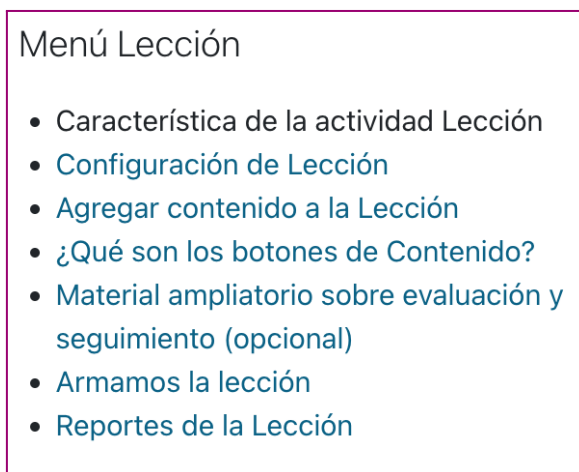 Menú Lección
Característica de la actividad Lección
Configuración de Lección
Agregar contenido a la Lección
¿Qué son los botones de Contenido?
Material ampliatorio sobre evaluación y
seguimiento (opcional)
Armamos la lección
Reportes de la Lección